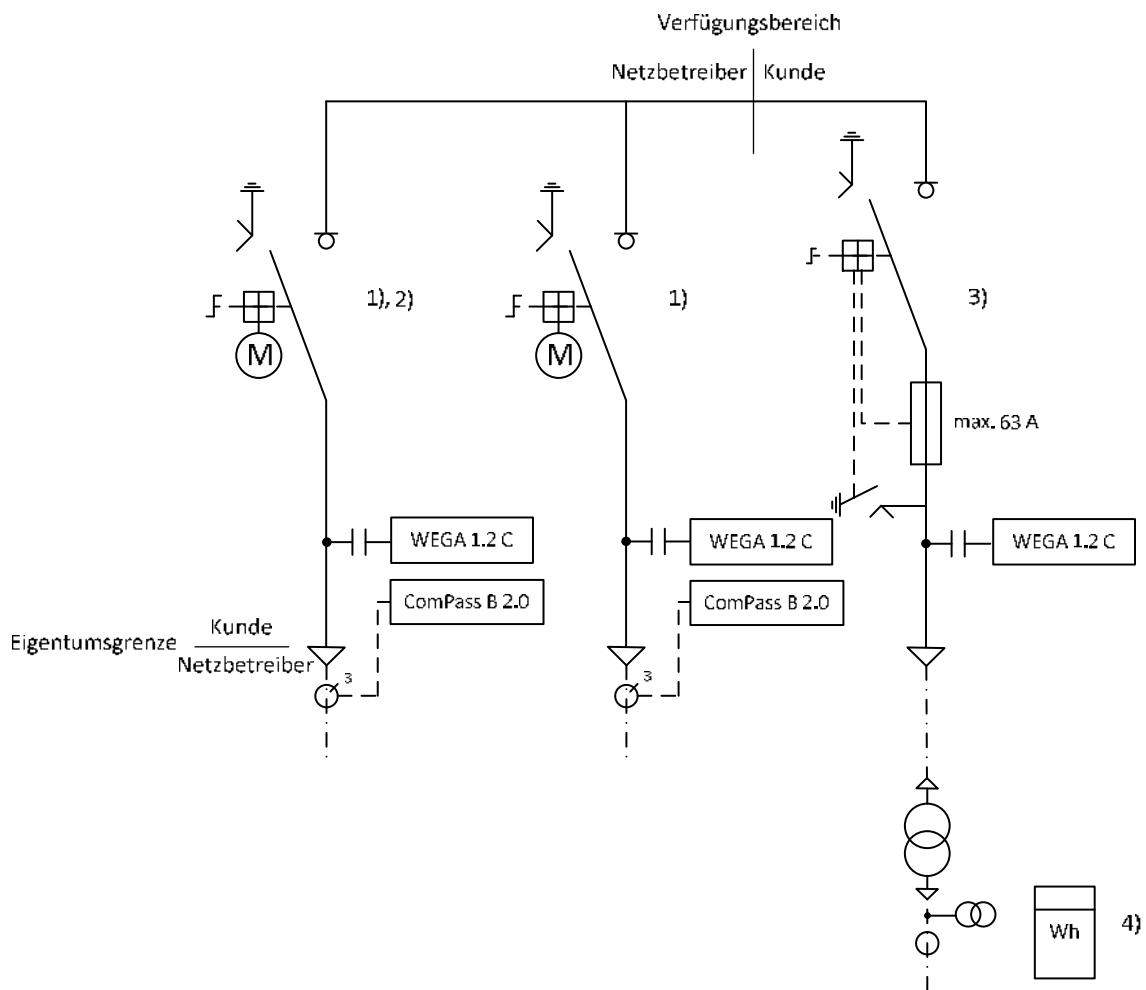 Verfügungsbereich
Netzbetreiber Kunde
1), 2)
1)
3)
M
M
max. 63 A
WEGA 1.2 C
WEGA 1.2 C
WEGA 1.2 C
ComPass B 2.0
ComPass B 2.0
Eigentumsgrenze
Kunde
Netzbetreiber
3
3
Wh
4)